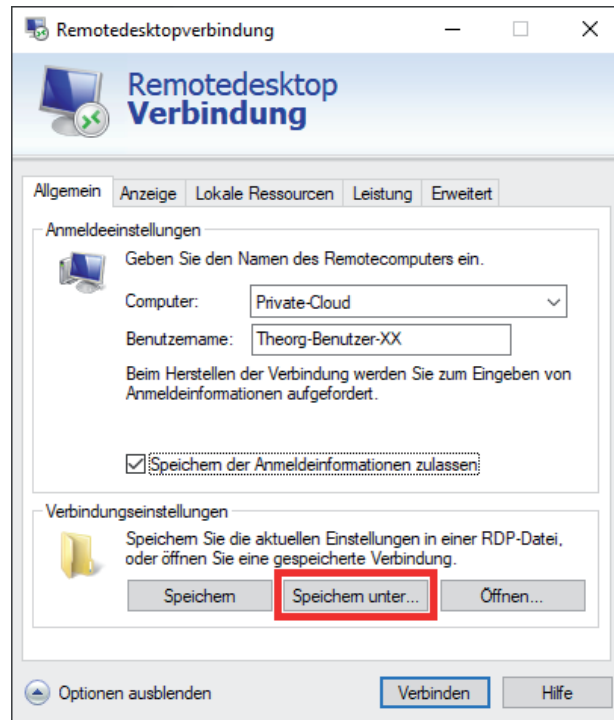 Remotedesktopverbindung
Remotedesktop
Verbindung
Allgemein Anzeige Lokale Ressourcen Leistung Erweitert
Anmeldeeinstellungen
Geben Sie den Namen des Remotecomputers ein.
Computer: Private-Cloud
Benutzername: Theorg-Benutzer-XX
Beim Herstellen der Verbindung werden Sie zum Eingeben von
Anmeldeinformationen aufgefordert.
Speichern der Anmeldeinformationen zulassen
Verbindungseinstellungen
Speichern Sie die aktuellen Einstellungen in einer RDP-Datei,
oder öffnen Sie eine gespeicherte Verbindung.
Speichern Speichern unter... Öffnen...
Optionen ausblenden Verbinden Hilfe